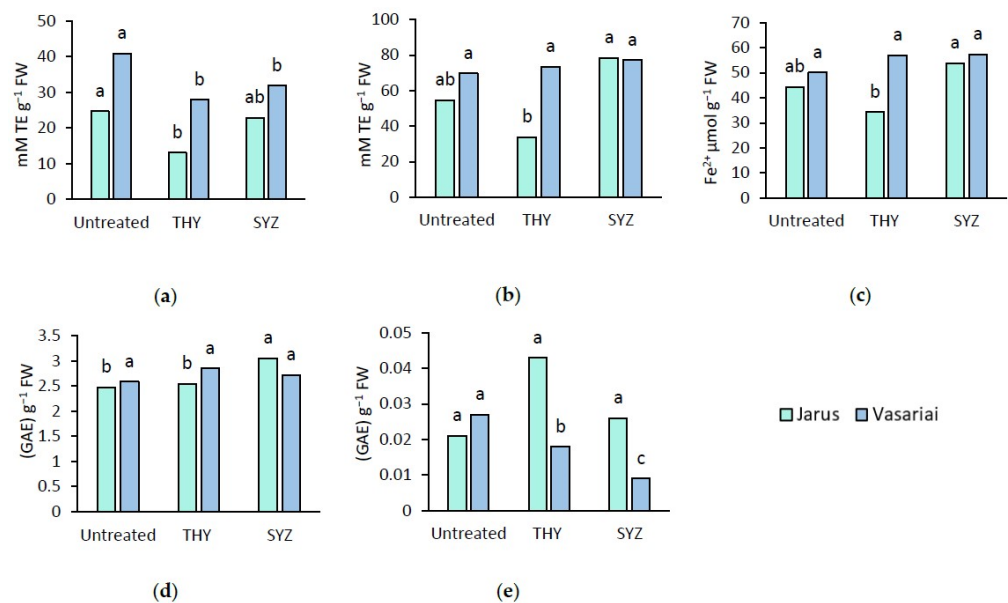 50
40
30
20
10
0
mM TE g⁻¹ FW
a
a
b
b
ab
b
Untreated THY SYZ
(a)
100
80
60
40
20
0
mM TE g⁻¹ FW
ab
a
b
a
a
a
Untreated THY SYZ
(b)
70
60
50
40
30
20
10
0
Fe²⁺ μmol g⁻¹ FW
ab
a
b
a
a
a
Untreated THY SYZ
(c)
3.5
3
2.5
2
1.5
1
0.5
0
(GAE) g⁻¹ FW
b
a
b
a
a
a
Untreated THY SYZ
(d)
0.05
0.04
0.03
0.02
0.01
0
(GAE) g⁻¹ FW
a
a
a
b
a
c
Untreated THY SYZ
(e)
Jarus Vasariai